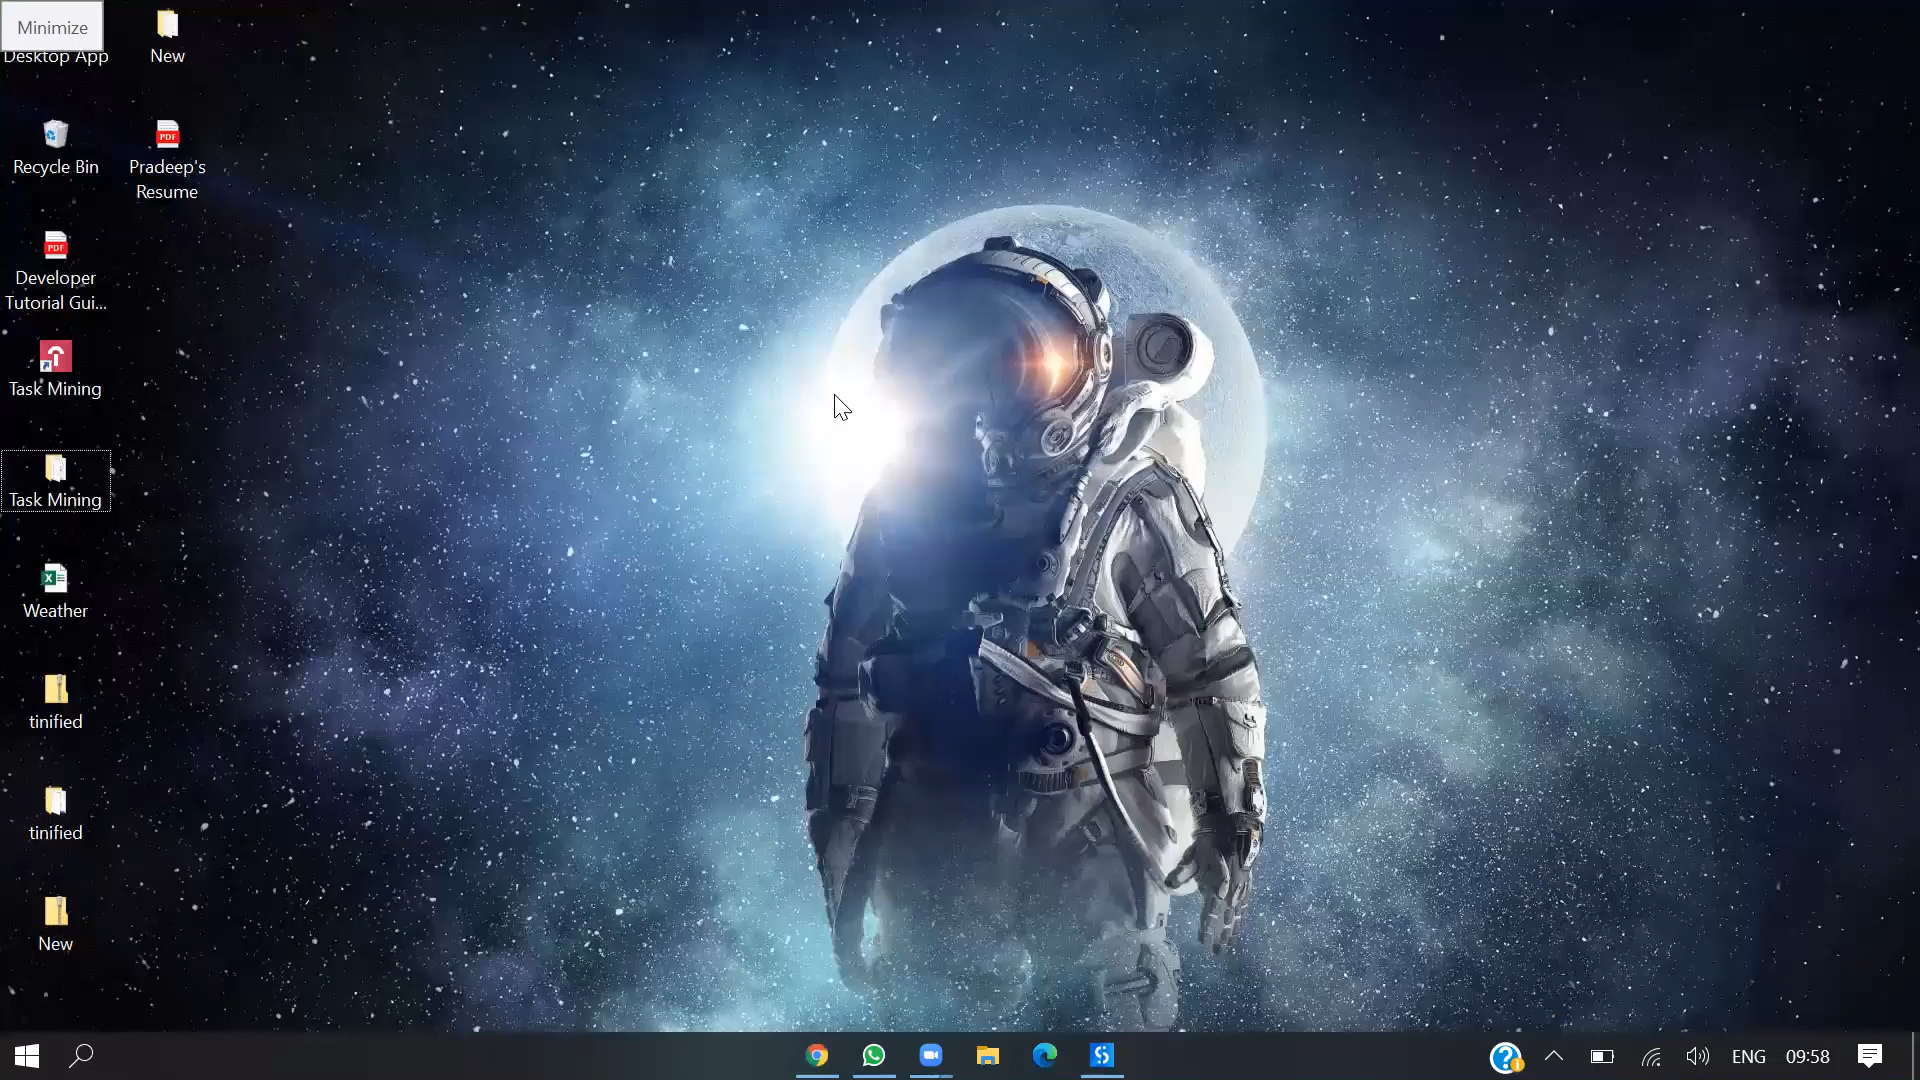 Minimize
Desktop App
New
Recycle Bin
Pradeep's
Resume
Developer
Tutorial Gui...
Task Mining
Task Mining
Weather
tinified
tinified
New
ENG
09:58